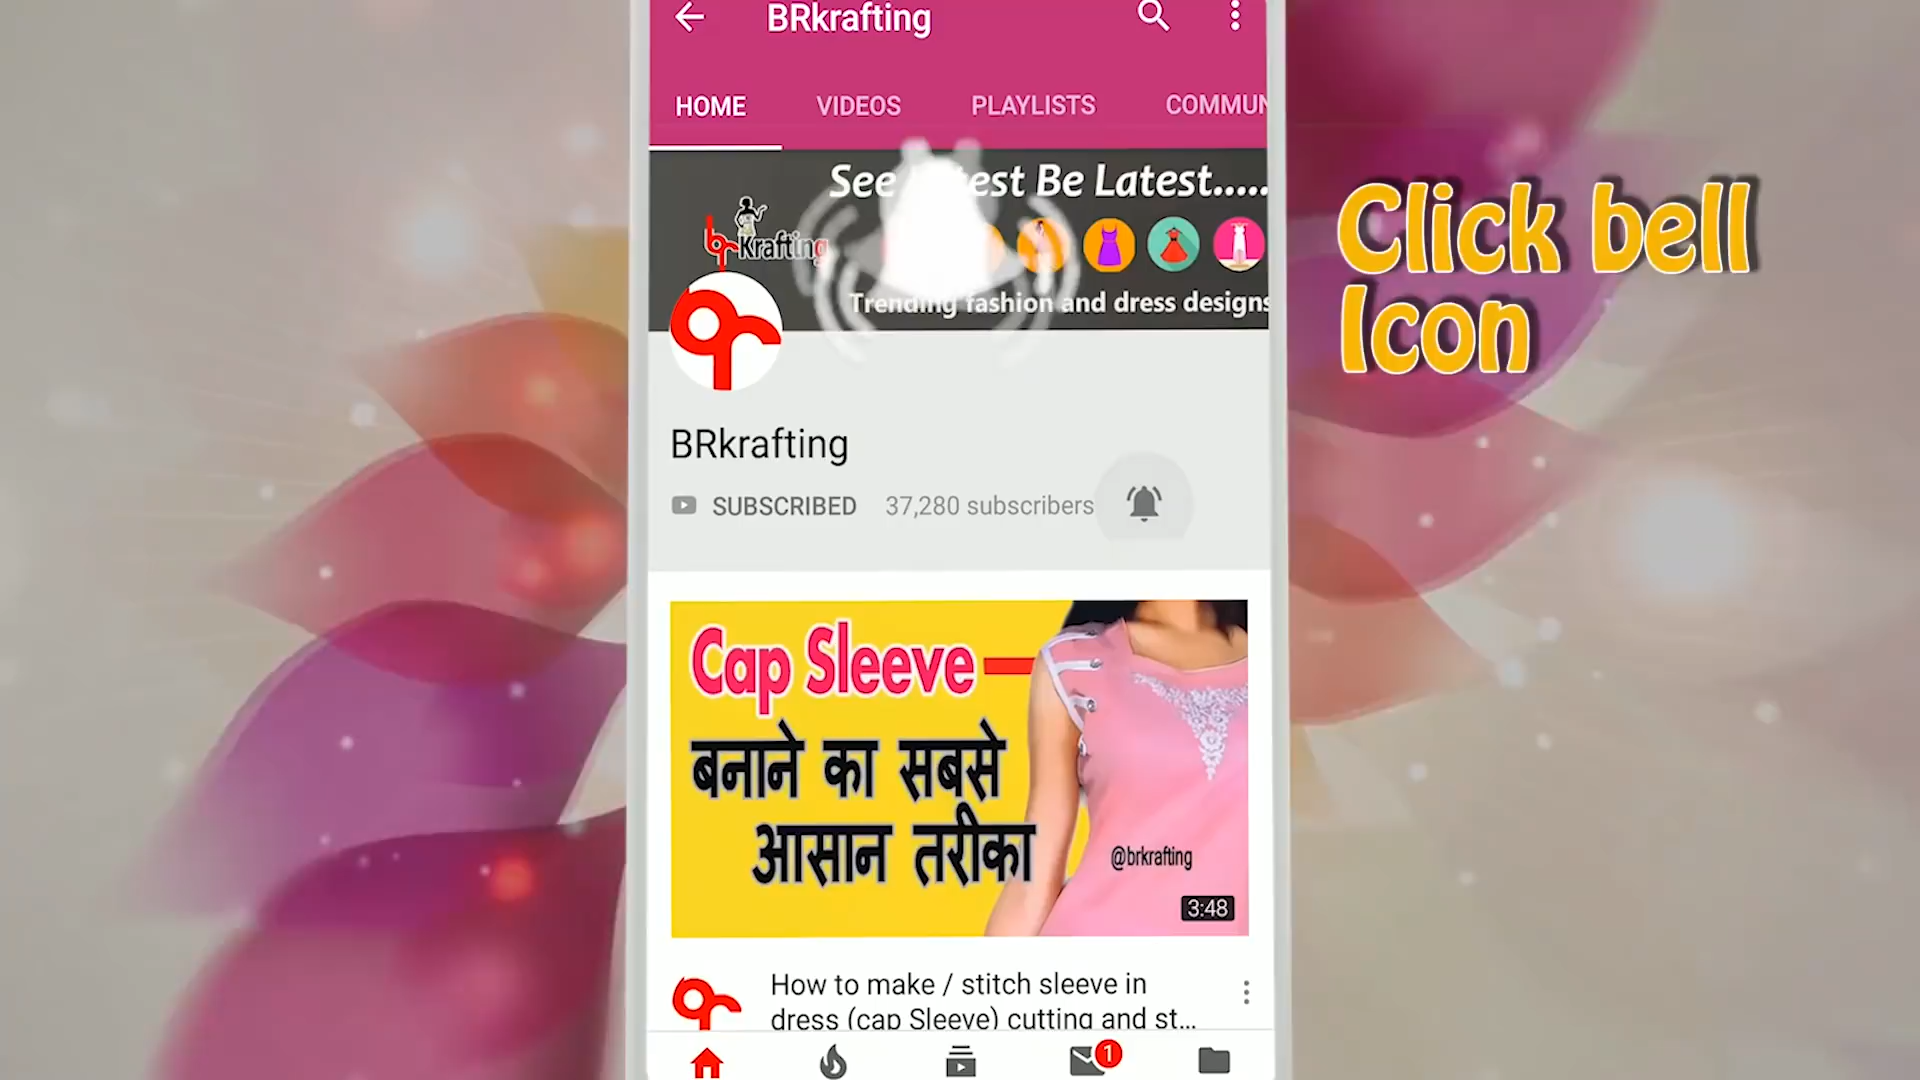 BRkrafting
HOME VIDEOS PLAYLISTS COMMUN
See est Be Latest.....
br Krafting
Trending fashion and dress designs
BRkrafting
SUBSCRIBED 37,280 subscribers
Click bell
Icon
Cap Sleeve
बनाने का सबसे
आसान तरीका
@brkrafting
3:48
How to make / stitch sleeve in
dress (cap Sleeve) cutting and st...
1